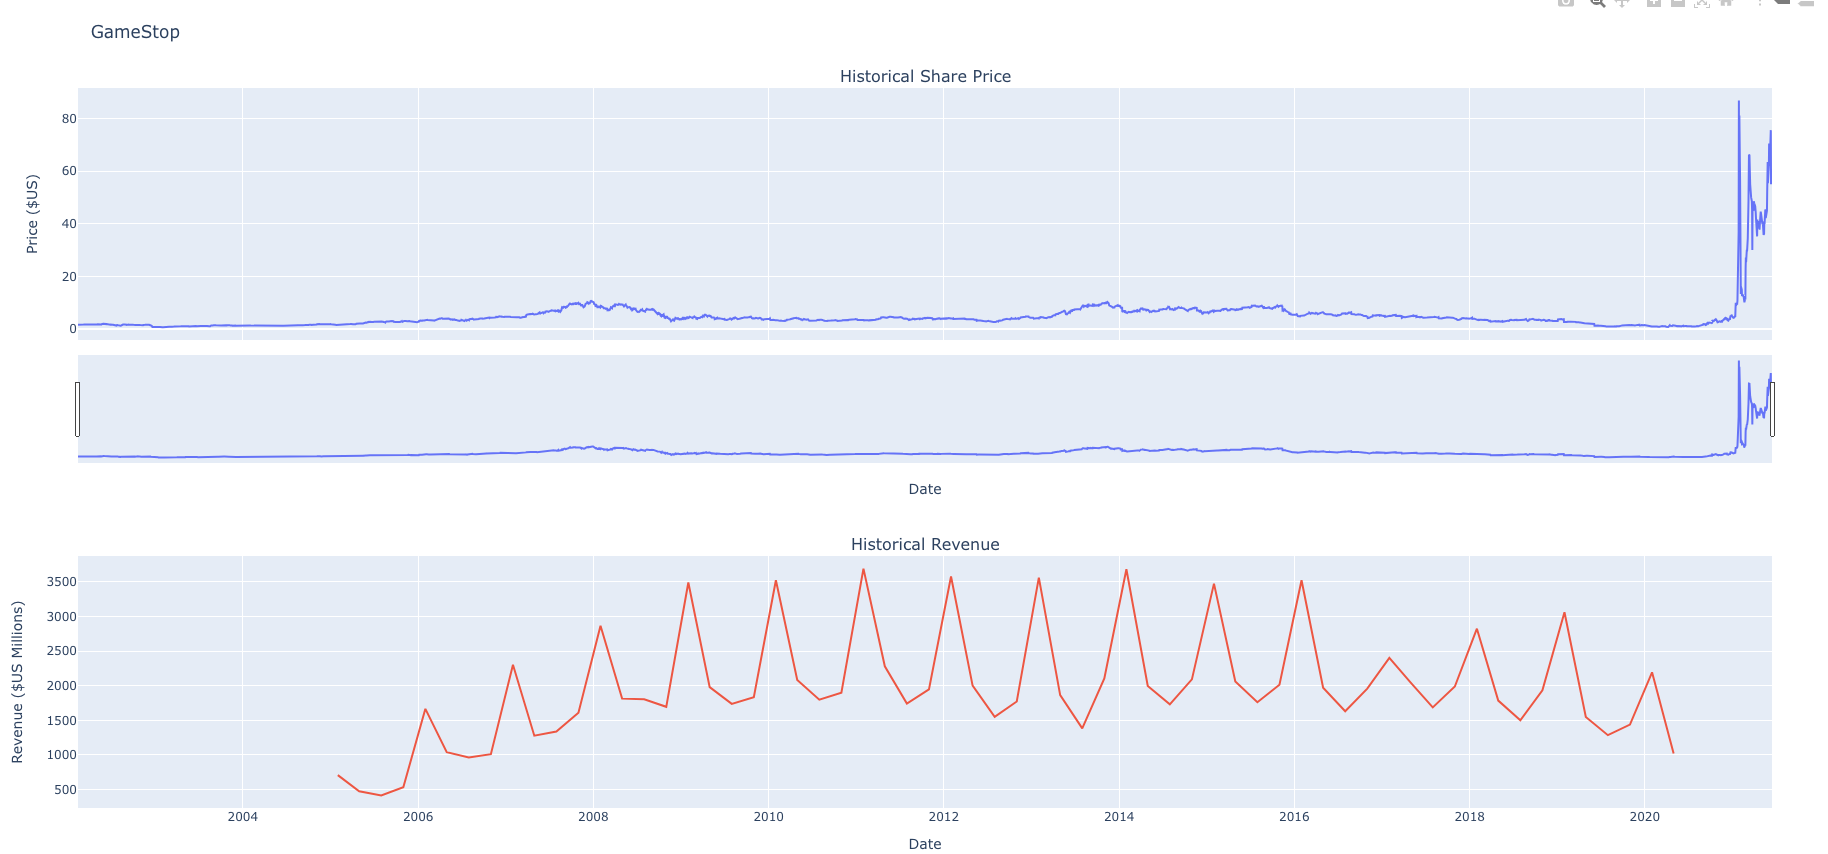 GameStop
Historical Share Price
80
60
40
20
0
Price ($US)
Date
Historical Revenue
3500
3000
2500
2000
1500
1000
500
Revenue ($US Millions)
2004 2006 2008 2010 2012 2014 2016 2018 2020
Date